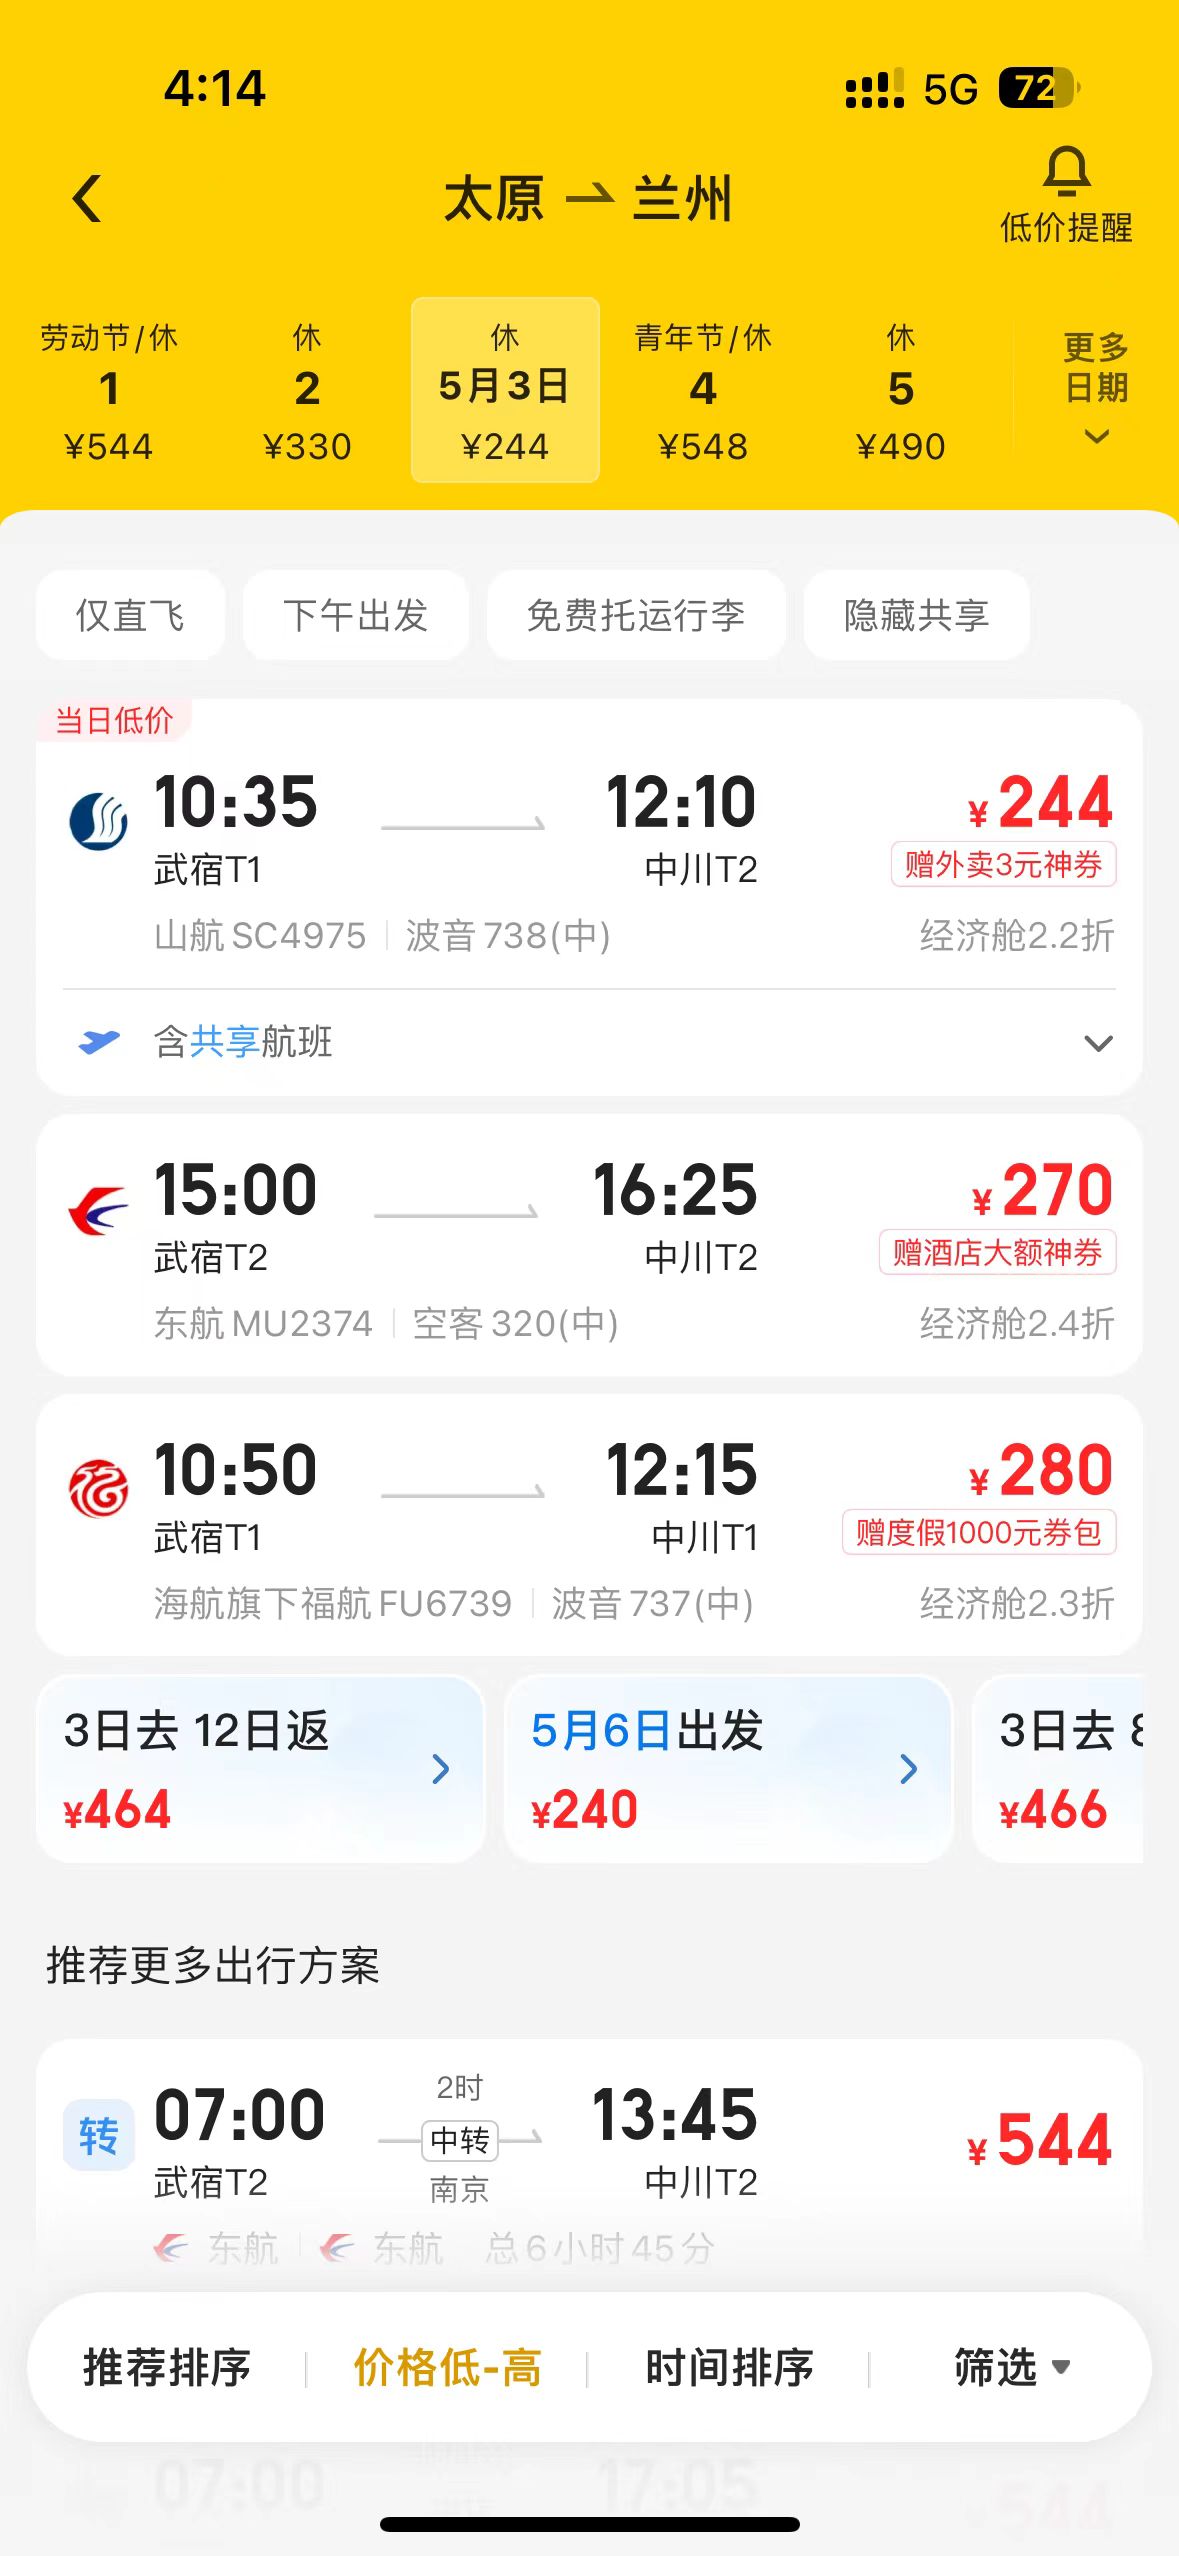 4:14
5G 72
太原 兰州
低价提醒
劳动节/休 休 休 青年节/休 休
1 2 5月3日 4 5
¥544 ¥330 ¥244 ¥548 ¥490
更多
日期
仅直飞 下午出发 免费托运行李 隐藏共享
当日低价
10:35 12:10 ¥244
武宿T1 中川T2 赠外卖3元神券
山航 SC4975 波音 738(中) 经济舱2.2折
含共享航班
15:00 16:25 ¥270
武宿T2 中川T2 赠酒店大额神券
东航 MU2374 空客 320(中) 经济舱2.4折
10:50 12:15 ¥280
武宿T1 中川T1 赠度假1000元券包
海航旗下福航 FU6739 波音 737(中) 经济舱2.3折
3日去 12日返 5月6日出发 3日去
¥464 ¥240 ¥466
推荐更多出行方案
2时
转 07:00 中转 13:45 ¥544
武宿T2 南京 中川T2
东航 东航 总6小时45分
推荐排序 价格低-高 时间排序 筛选
07:00 17:05 544